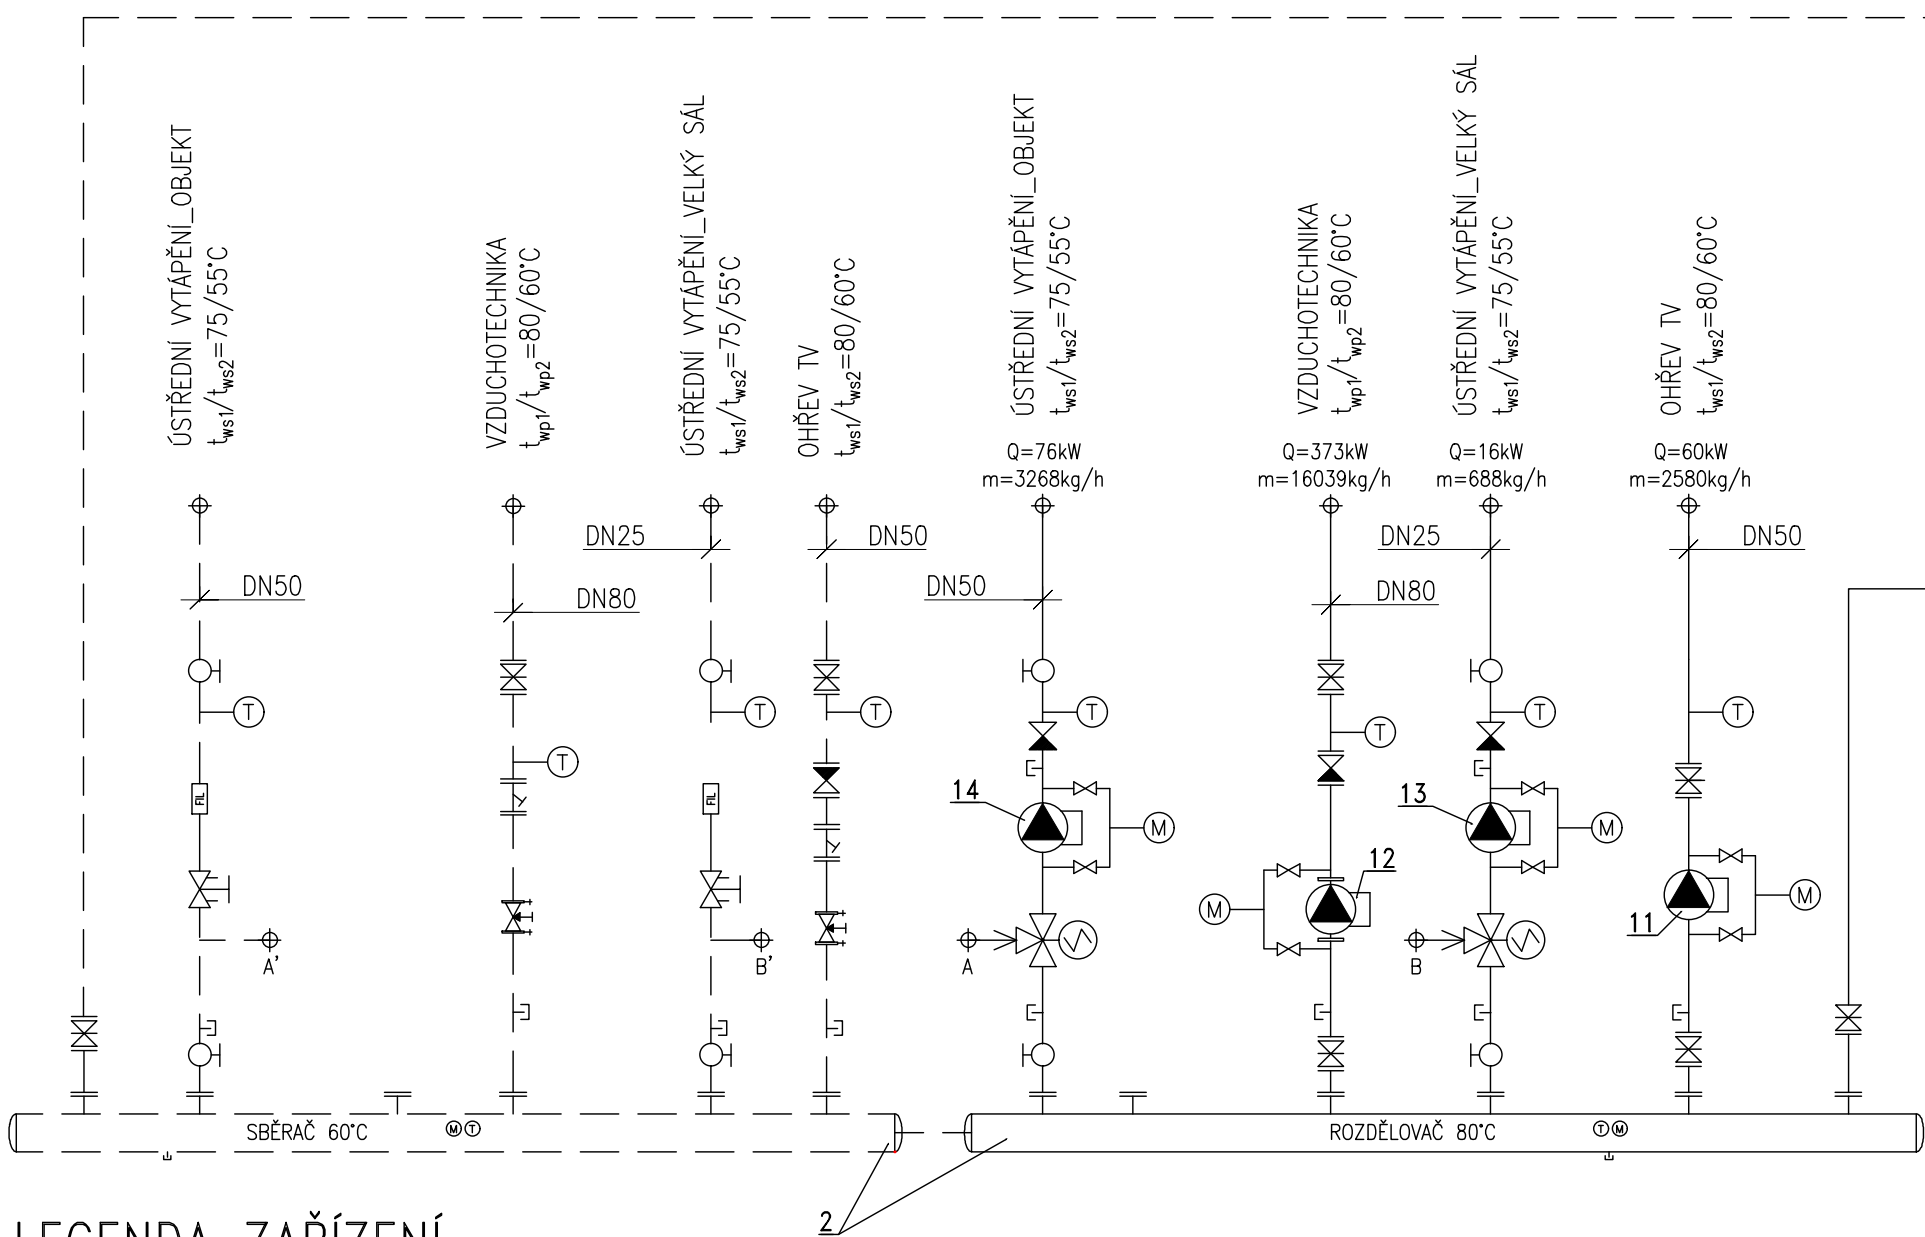 ÚSTŘEDNÍ VYTÁPĚNÍ_OBJEKT
tws1/tws2=75/55°C
VZDUCHOTECHNIKA
twp1/twp2=80/60°C
ÚSTŘEDNÍ VYTÁPĚNÍ_VELKÝ SÁL
tws1/tws2=75/55°C
OHŘEV TV
tws1/tws2=80/60°C
ÚSTŘEDNÍ VYTÁPĚNÍ_OBJEKT
tws1/tws2=75/55°C
Q=76kW
m=3268kg/h
VZDUCHOTECHNIKA
twp1/twp2=80/60°C
Q=373kW
m=16039kg/h
ÚSTŘEDNÍ VYTÁPĚNÍ_VELKÝ SÁL
tws1/tws2=75/55°C
Q=16kW
m=688kg/h
OHŘEV TV
tws1/tws2=80/60°C
Q=60kW
m=2580kg/h
DN25
DN50
DN25
DN50
DN50
DN80
DN50
DN80
T
T
T
T
T
T
T
T
FIL
FIL
14
13
12
11
M
M
M
M
A'
B'
A
B
SBĚRAČ 60°C
M T
ROZDĚLOVAČ 80°C
T M
2
LEGENDA ZAŘÍZENÍ